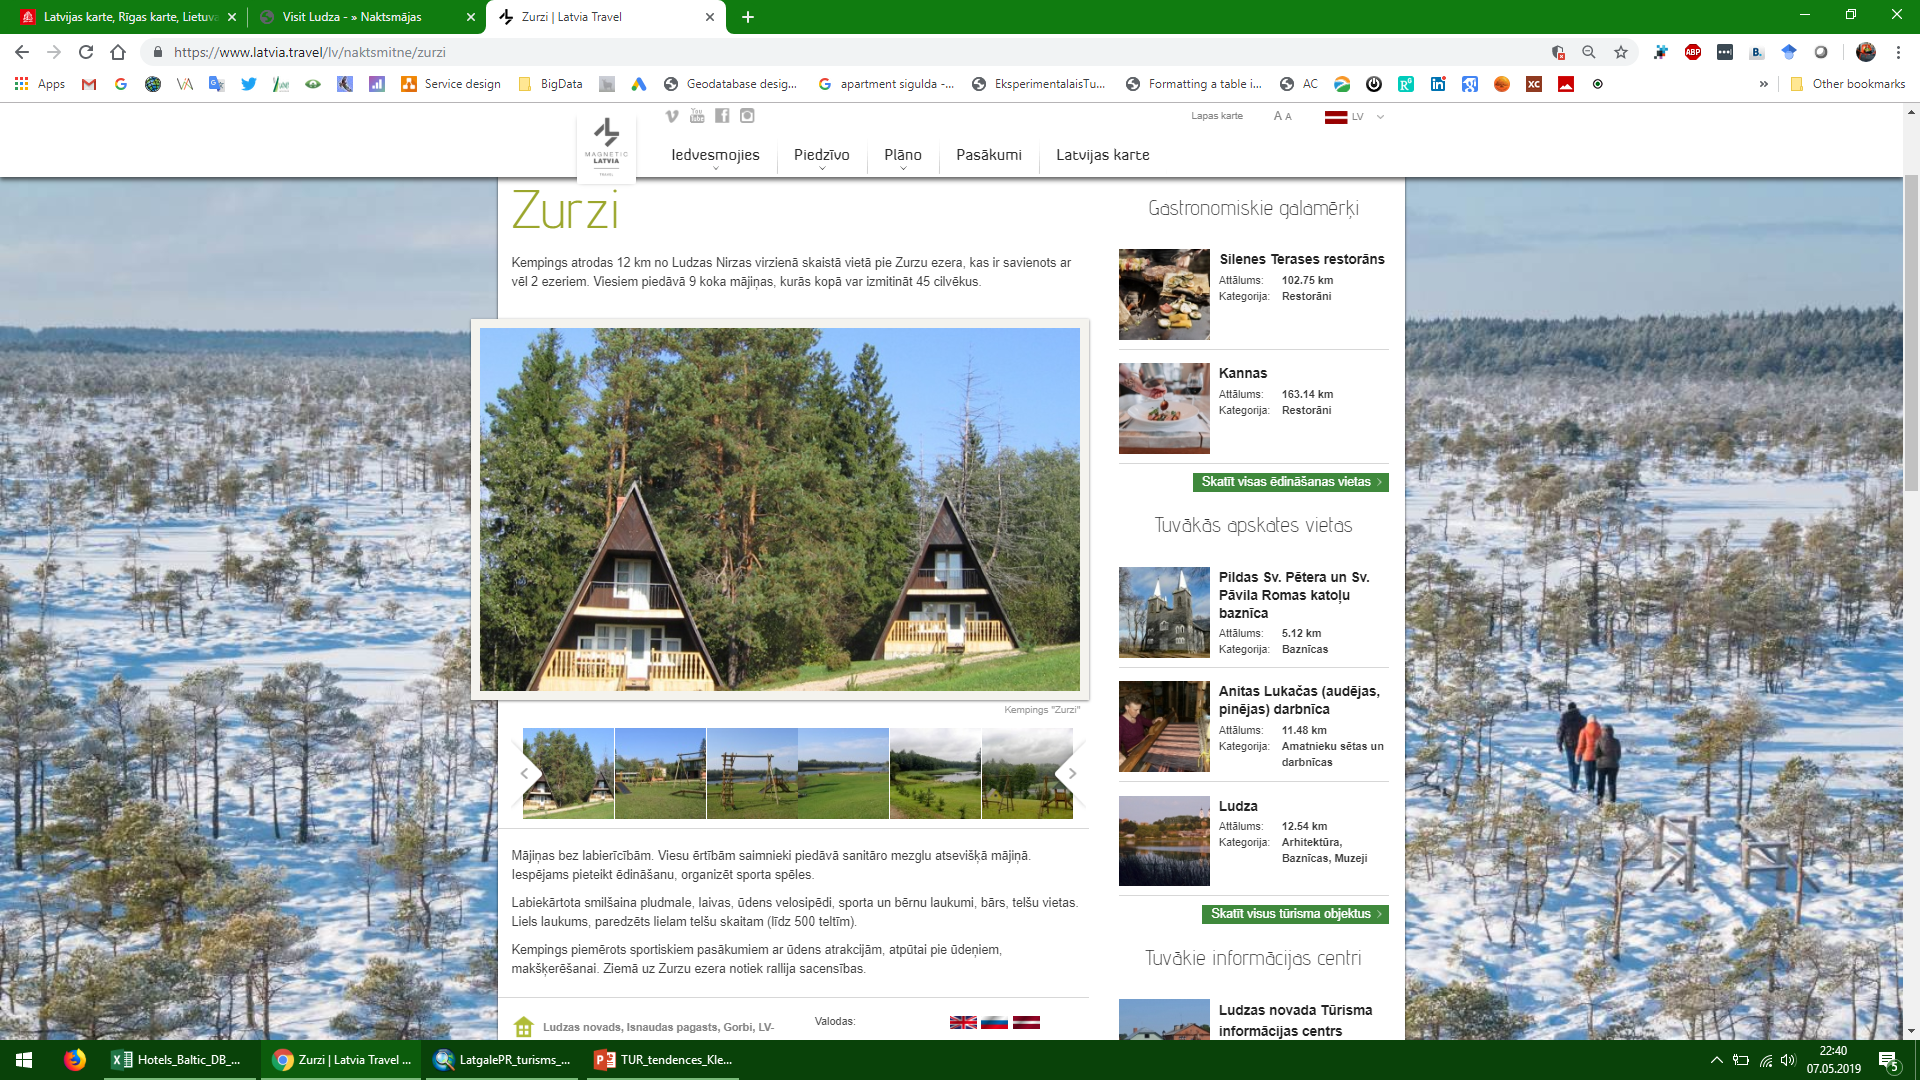 Latvijas karte, Rīgas karte, Lietuva
Visit Ludza - » Naktsmājas
Zurzi | Latvia Travel
https://www.latvia.travel/lv/naktsmitne/zurzi
ABP
B.
Apps
Service design
BigData
Geodatabase desig...
apartment sigulda -...
EksperimentalaisTu...
Formatting a table i...
AC
XC
»
Other bookmarks
You
Tube
Lapas karte
A A
LV
MAGNETIC
LATVIA
TRAVEL
Iedvesmojies
Piedzīvo
Plāno
Pasākumi
Latvijas karte
Zurzi
Kempings atrodas 12 km no Ludzas Nirzas virzienā skaistā vietā pie Zurzu ezera, kas ir savienots ar
vēl 2 ezeriem. Viesiem piedāvā 9 koka mājiņas, kurās kopā var izmitināt 45 cilvēkus.
Kempings "Zurzi"
Mājiņas bez labierīcībām. Viesu ērtībām saimnieki piedāvā sanitāro mezglu atsevišķā mājiņā.
Iespējams pieteikt ēdināšanu, organizēt sporta spēles.
Labiekārtota smilšaina pludmale, laivas, ūdens velosipēdi, sporta un bērnu laukumi, bārs, telšu vietas.
Liels laukums, paredzēts lielam telšu skaitam (līdz 500 teltīm).
Kempings piemērots sportiskiem pasākumiem ar ūdens atrakcijām, atpūtai pie ūdeņiem,
makšķerēšanai. Ziemā uz Zurzu ezera notiek rallija sacensības.
Ludzas novads, Isnaudas pagasts, Gorbi, LV-
Valodas:
Gastronomiskie galamērķi
Silenes Terases restorāns
Attālums: 102.75 km
Kategorija: Restorāni
Kannas
Attālums: 163.14 km
Kategorija: Restorāni
Skatīt visas ēdināšanas vietas
Tuvākās apskates vietas
Pildas Sv. Pētera un Sv.
Pāvila Romas katoļu
baznīca
Attālums: 5.12 km
Kategorija: Baznīcas
Anitas Lukačas (audējas,
pinējas) darbnīca
Attālums: 11.48 km
Kategorija: Amatnieku sētas un
darbnīcas
Ludza
Attālums: 12.54 km
Kategorija: Arhitektūra,
Baznīcas, Muzeji
Skatīt visus tūrisma objektus
Tuvākie informācijas centri
Ludzas novada Tūrisma
informācijas centrs
Hotels_Baltic_DB_...
Zurzi | Latvia Travel ...
LatgalePR_turisms_...
TUR_tendences_Kle...
22:40
07.05.2019
5